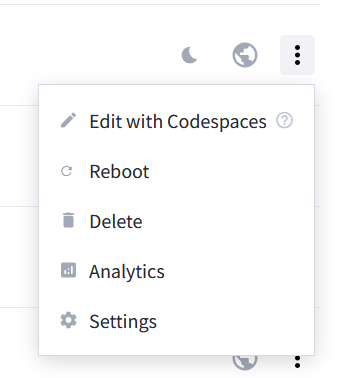 Edit with Codespaces ?
Reboot
Delete
Analytics
Settings